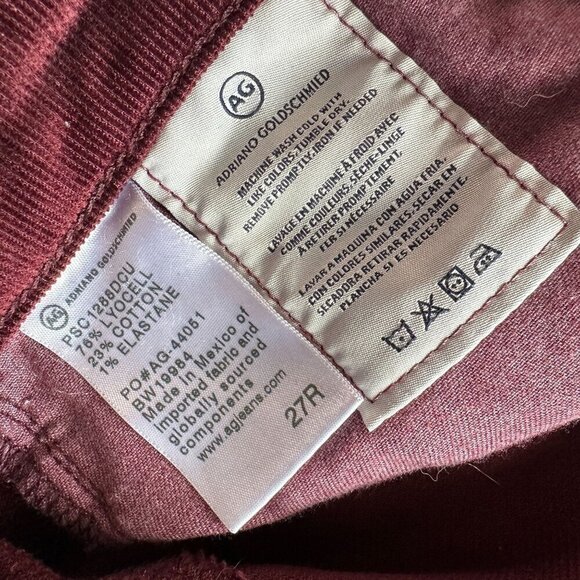 AG
ADRIANO GOLDSCHMIED
MACHINE WASH COLD WITH
LIKE COLORS. TUMBLE DRY.
REMOVE PROMPTLY. IRON IF NEEDED
LAVAGE EN MACHINE À FROID AVEC
COMME COULEURS. SÈCHE-LINGE
À RETIRER PROMPTEMENT.
SI NÉCESSAIRE
LAVAR A MAQUINA CON AGUA FRIA.
CON COLORES SIMILARES. SECAR EN
SECADORA RETIRAR RAPIDAMENTE.
PLANCHA, SI ES NECESARIO
AG ADRIANO GOLDSCHMIED
PSC1286DCU
76% LYOCELL
23% COTTON
1% ELASTANE
PO#AG-44051
BW19984
Made in Mexico of
imported fabric and
globally sourced
components
www.agjeans.com
27R